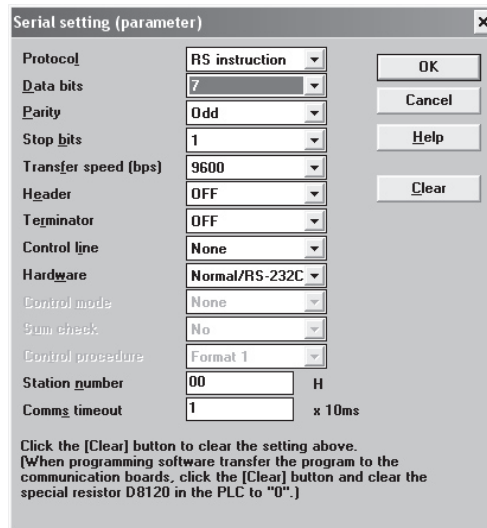 Serial setting (parameter)
Protocol RS instruction
OK
Data bits 7
Cancel
Parity Odd
Stop bits 1
Help
Transfer speed (bps) 9600
Header OFF
Clear
Terminator OFF
Control line None
Hardware Normal/RS-232C
Control mode None
Sum check No
Control procedure Format 1
Station number 00 H
Comms timeout 1 x 10ms
Click the [Clear] button to clear the setting above.
(When programming software transfer the program to the
communication boards, click the [Clear] button and clear the
special resistor D8120 in the PLC to "0".)